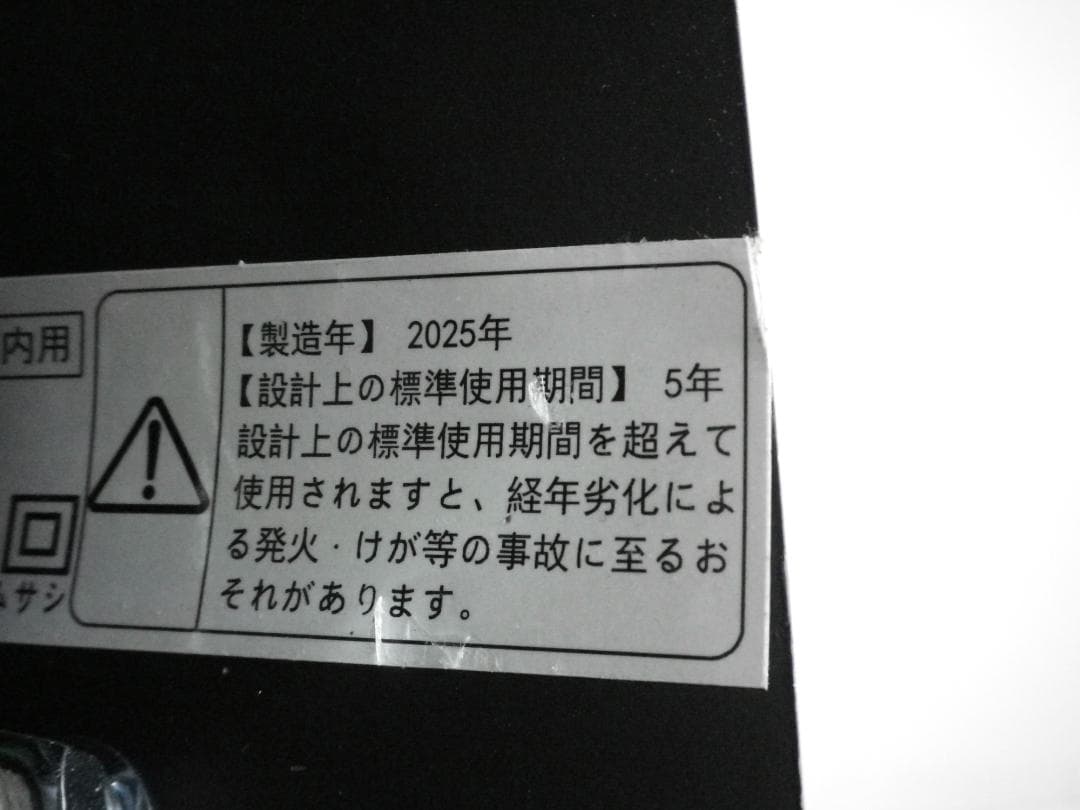 内用
【製造年】 2025年
【設計上の標準使用期間】 5年
設計上の標準使用期間を超えて
使用されますと、経年劣化によ
る発火・けが等の事故に至るお
それがあります。
ムサシ